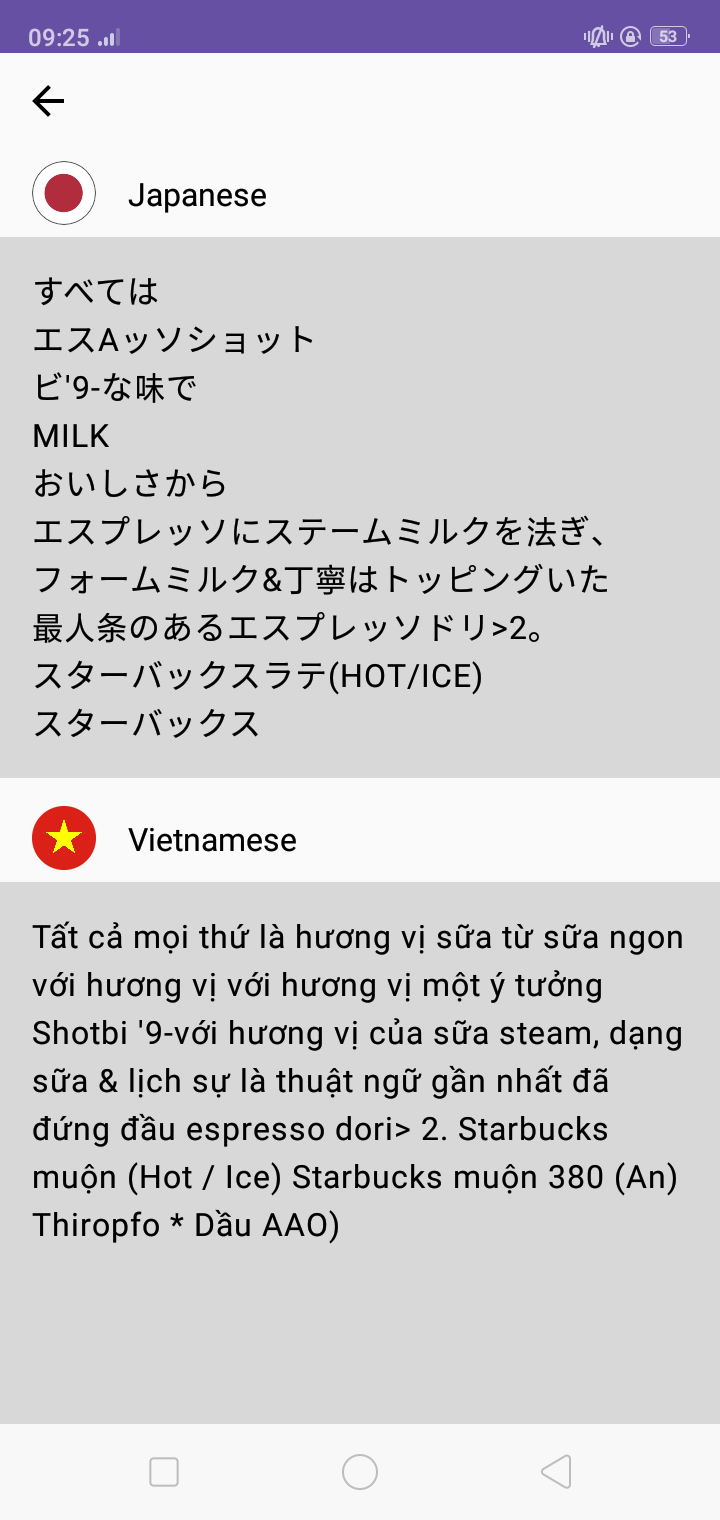 09:25
53
Japanese
すべては
エスAッソショット
ビ'9-な味で
MILK
おいしさから
エスプレッソにステームミルクを法ぎ、
フォームミルク&丁寧はトッピングいた
最人条のあるエスプレッソドリ>2。
スターバックスラテ(HOT/ICE)
スターバックス
Vietnamese
Tất cả mọi thứ là hương vị sữa từ sữa ngon
với hương vị với hương vị một ý tưởng
Shotbi '9-với hương vị của sữa steam, dạng
sữa & lịch sự là thuật ngữ gần nhất đã
đứng đầu espresso dori> 2. Starbucks
muộn (Hot / Ice) Starbucks muộn 380 (An)
Thiropfo * Dầu AAO)